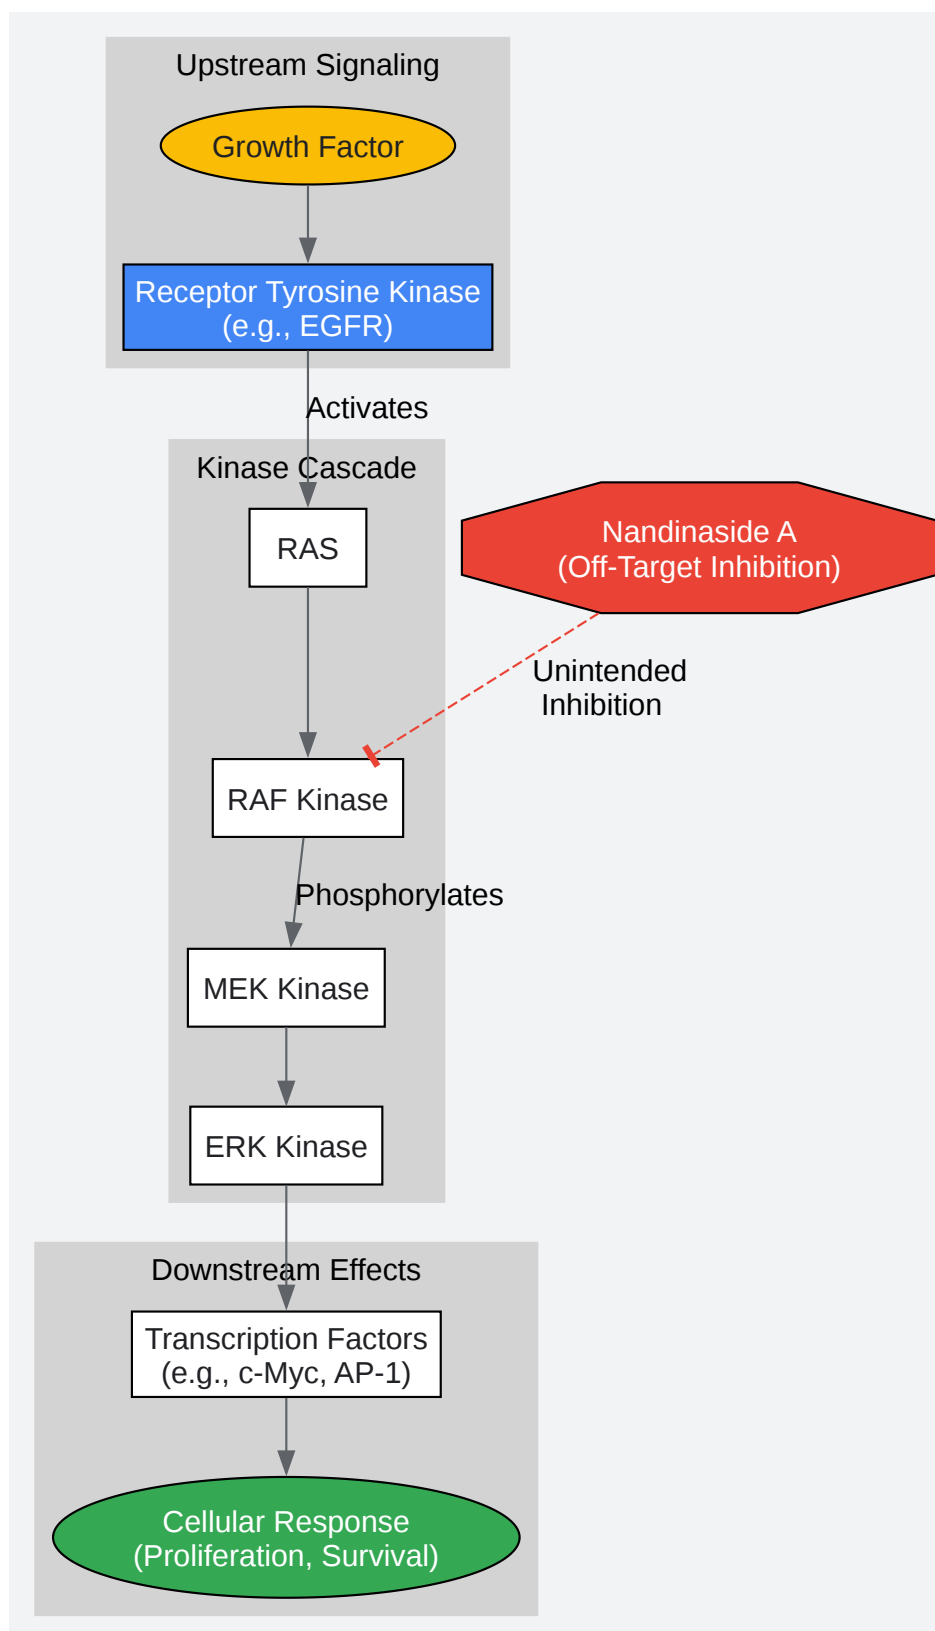 Upstream Signaling
Growth Factor
Receptor Tyrosine Kinase
(e.g., EGFR)
Activates
Kinase Cascade
RAS
Nandinaside A
(Off-Target Inhibition)
Unintended
Inhibition
RAF Kinase
Phosphorylates
MEK Kinase
ERK Kinase
Downstream Effects
Transcription Factors
(e.g., c-Myc, AP-1)
Cellular Response
(Proliferation, Survival)